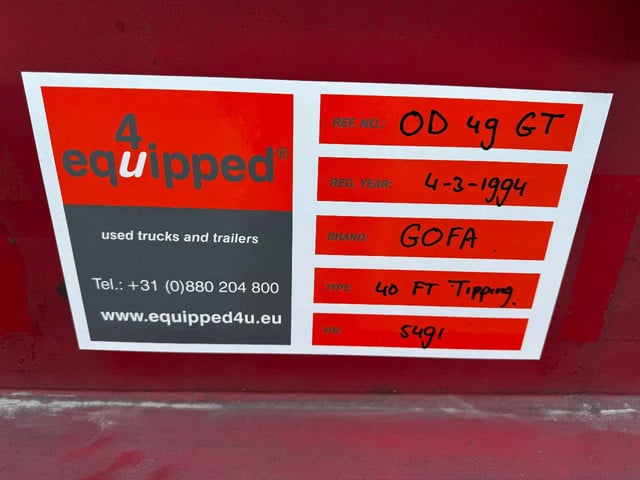 4
equipped®
used trucks and trailers
Tel.: +31 (0)880 204 800
www.equipped4u.eu
REF. NO.: OD 49 GT
REG. YEAR: 4-3-1994
BRAND: GOFA
TYPE: 40 FT Tipping
VIN: 5491